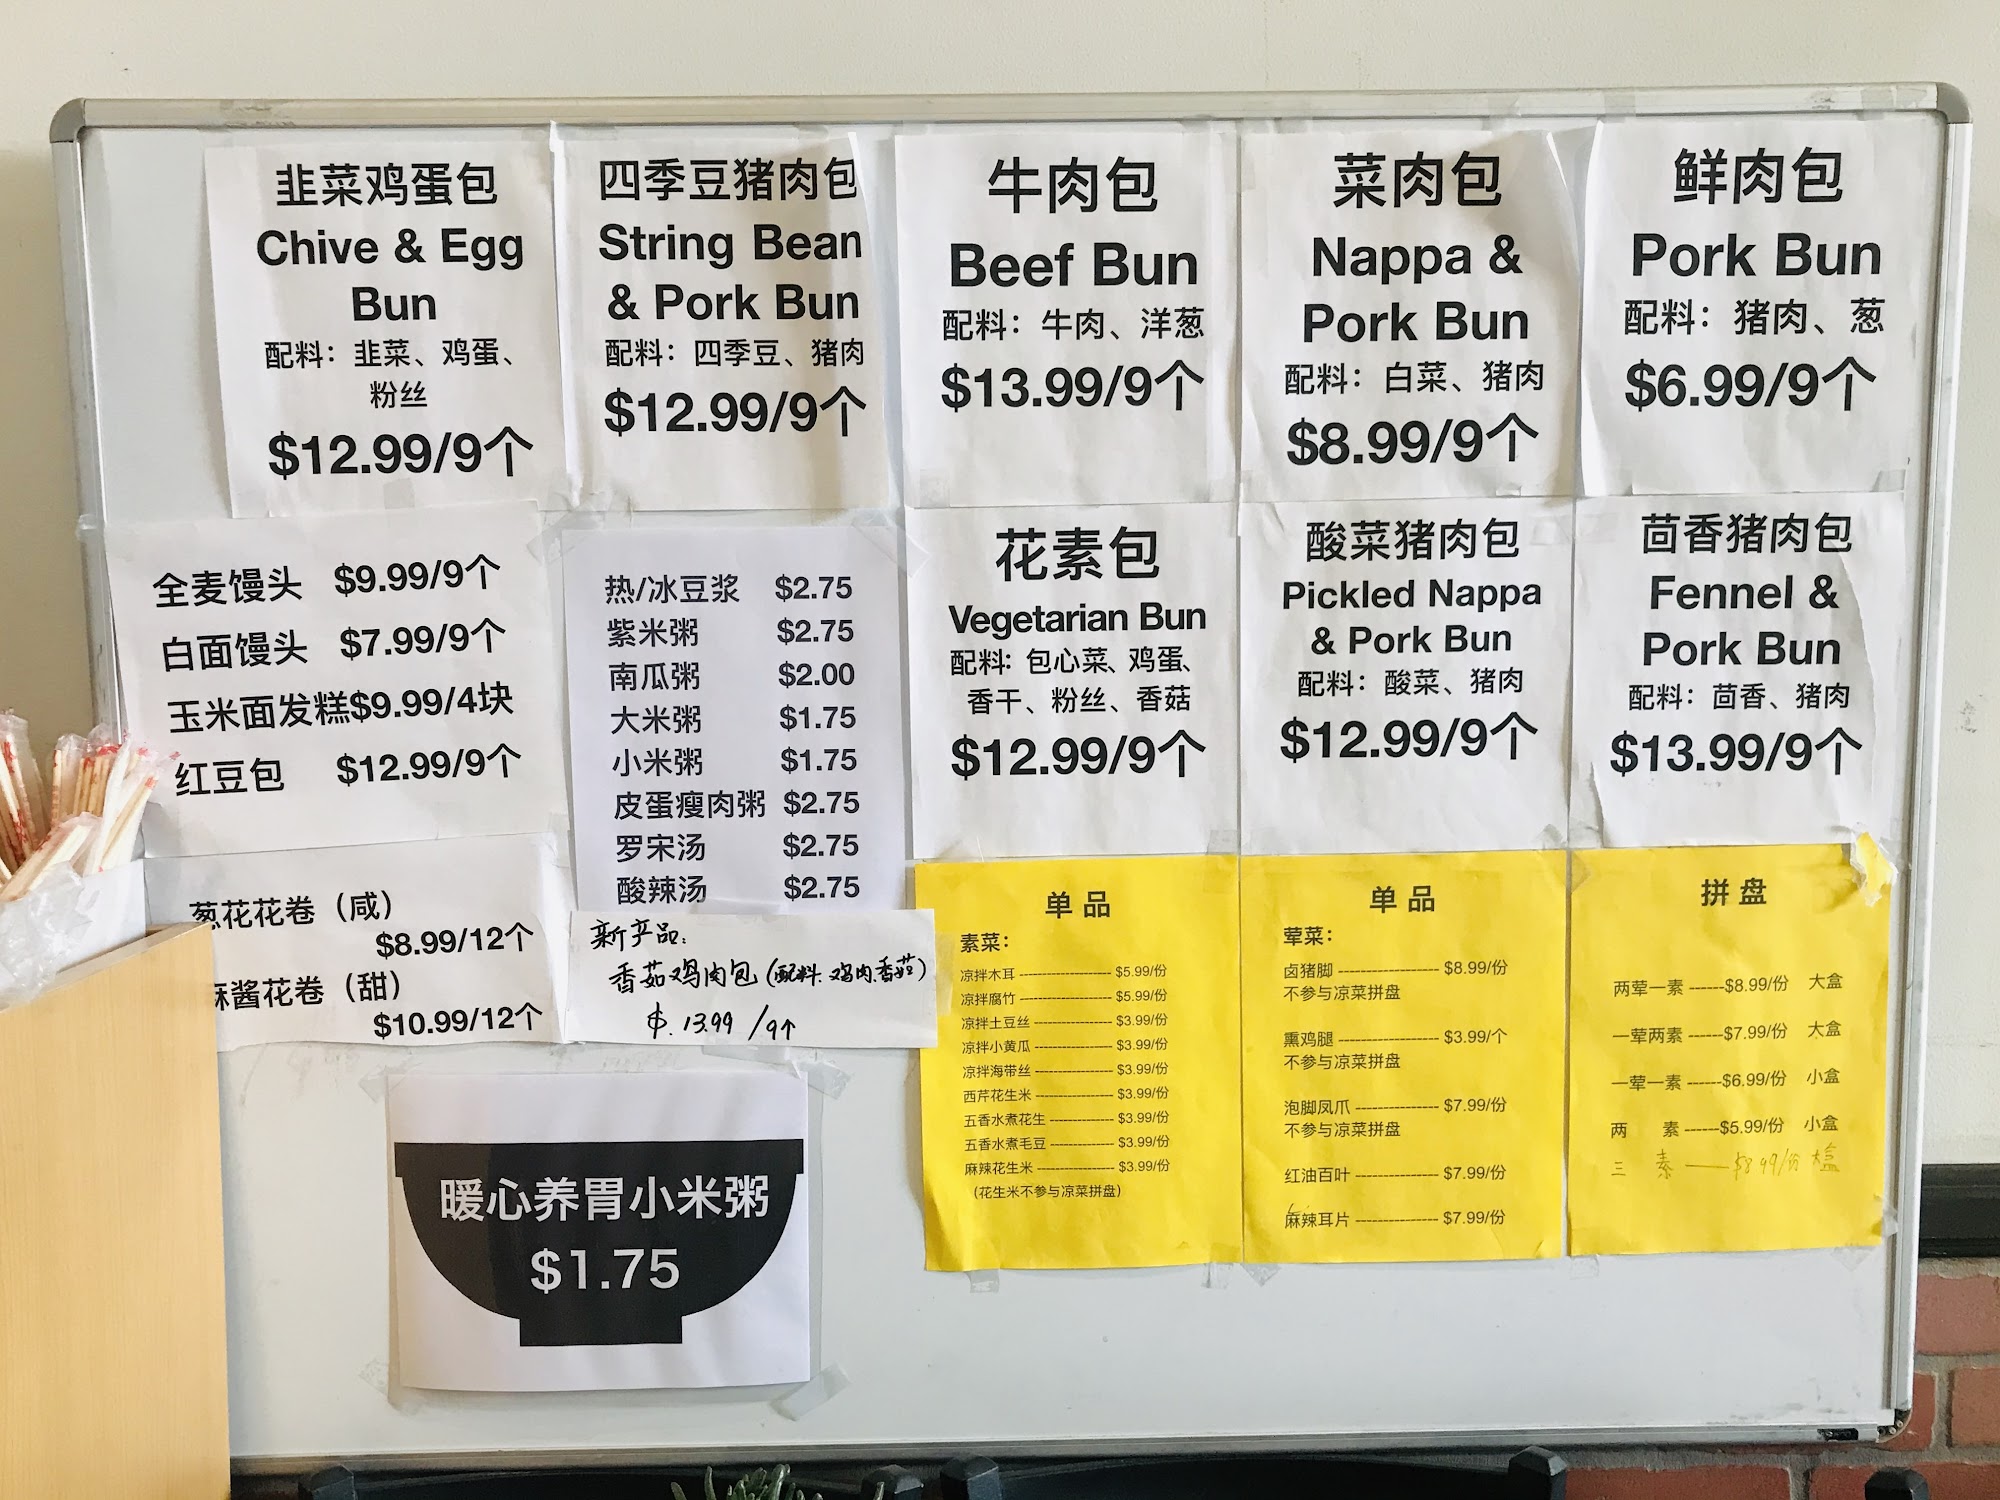 韭菜鸡蛋包
Chive & Egg
Bun
配料：韭菜、鸡蛋、
粉丝
$12.99/9个
四季豆猪肉包
String Bean
& Pork Bun
配料：四季豆、猪肉
$12.99/9个
牛肉包
Beef Bun
配料：牛肉、洋葱
$13.99/9个
菜肉包
Nappa &
Pork Bun
配料：白菜、猪肉
$8.99/9个
鲜肉包
Pork Bun
配料：猪肉、葱
$6.99/9个
全麦馒头 $9.99/9个
白面馒头 $7.99/9个
玉米面发糕$9.99/4块
红豆包 $12.99/9个
热/冰豆浆 $2.75
紫米粥 $2.75
南瓜粥 $2.00
大米粥 $1.75
小米粥 $1.75
皮蛋瘦肉粥 $2.75
罗宋汤 $2.75
酸辣汤 $2.75
花素包
Vegetarian Bun
配料：包心菜、鸡蛋、
香干、粉丝、香菇
$12.99/9个
酸菜猪肉包
Pickled Nappa
& Pork Bun
配料：酸菜、猪肉
$12.99/9个
茴香猪肉包
Fennel &
Pork Bun
配料：茴香、猪肉
$13.99/9个
葱花花卷（咸）
$8.99/12个
麻酱花卷（甜）
$10.99/12个
新产品：
香菇鸡肉包（配料：鸡肉.香菇）
$.13.99/9个
暖心养胃小米粥
$1.75
单品
素菜：
凉拌木耳 -------------------- $5.99/份
凉拌腐竹 -------------------- $5.99/份
凉拌土豆丝 ----------------- $3.99/份
凉拌小黄瓜 ----------------- $3.99/份
凉拌海带丝 ----------------- $3.99/份
西芹花生米 ----------------- $3.99/份
五香水煮花生 -------------- $3.99/份
五香水煮毛豆 -------------- $3.99/份
麻辣花生米 ----------------- $3.99/份
（花生米不参与凉菜拼盘）
单品
荤菜：
卤猪脚 -------------------- $8.99/份
不参与凉菜拼盘
熏鸡腿 --------------------- $3.99/个
不参与凉菜拼盘
泡脚凤爪 ----------------- $7.99/份
不参与凉菜拼盘
红油百叶 ----------------- $7.99/份
麻辣耳片 ----------------- $7.99/份
拼盘
两荤一素 ------$8.99/份 大盒
一荤两素 ------$7.99/份 大盒
一荤一素 ------$6.99/份 小盒
两 素 ------$5.99/份 小盒
三 素 —— $8.99/份 大盒